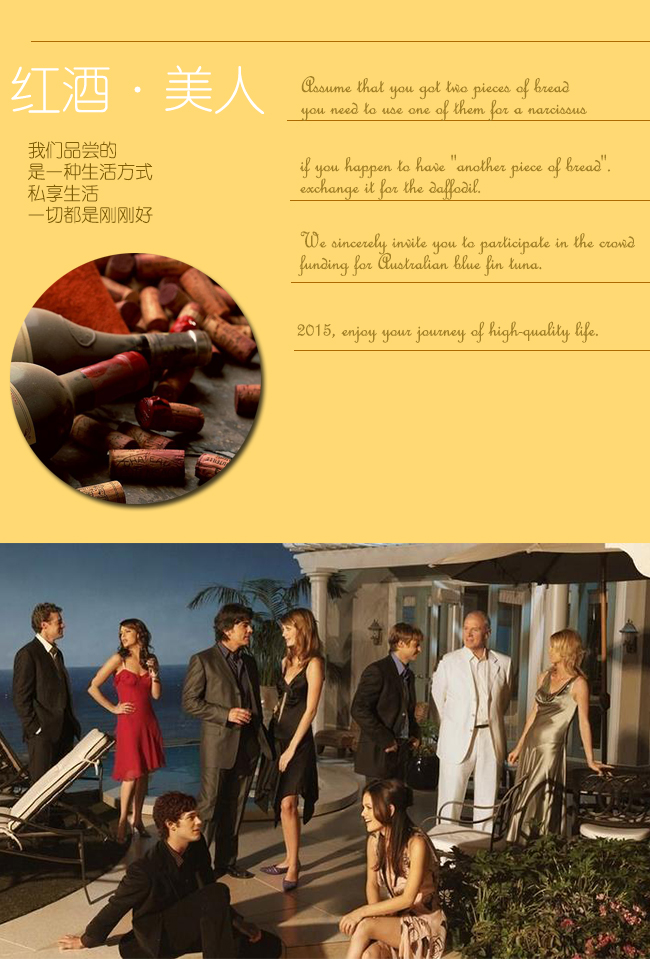 红酒·美人
我们品尝的
是一种生活方式
私享生活
一切都是刚刚好
Assume that you got two pieces of bread
you need to use one of them for a narcissus
if you happen to have "another piece of bread".
exchange it for the daffodil.
We sincerely invite you to participate in the crowd
funding for Australian blue fin tuna.
2015, enjoy your journey of high-quality life.